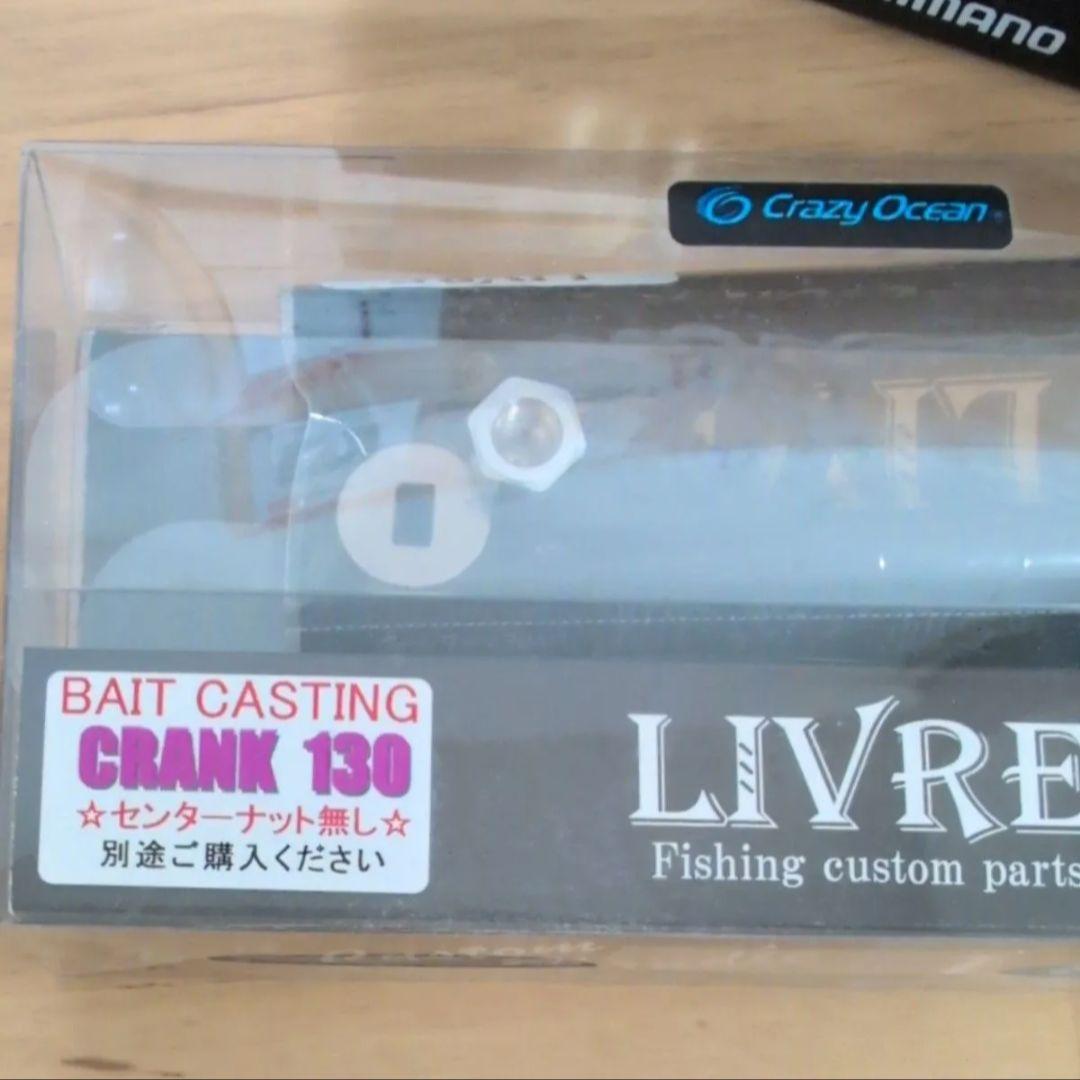 Crazy Ocean
BAIT CASTING
CRANK 130
☆センターナット無し☆
別途ご購入ください
LIVRE
Fishing custom parts